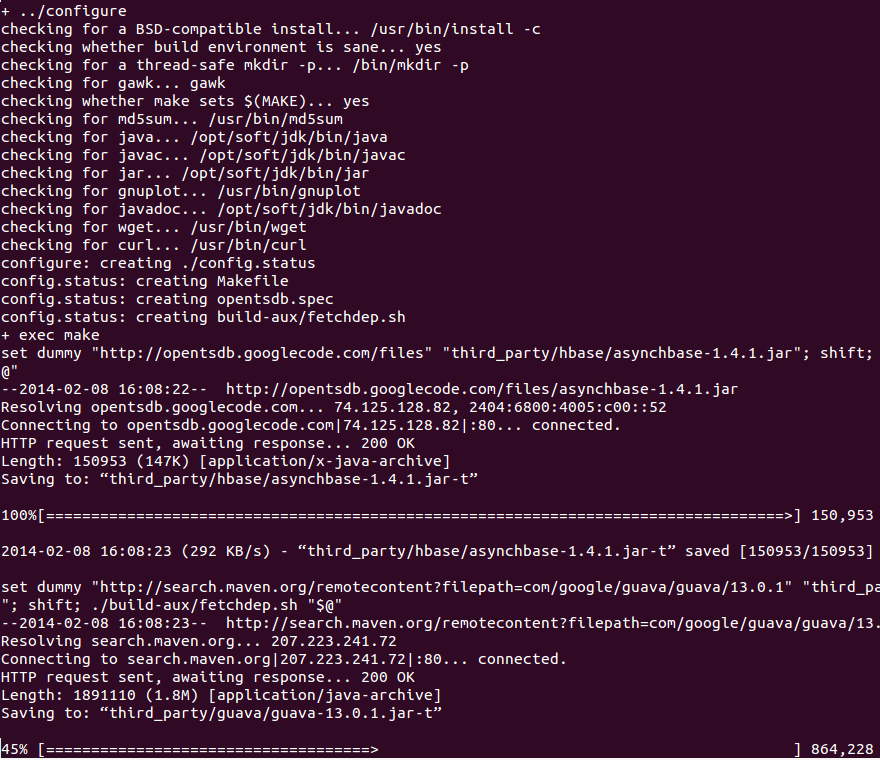 + ../configure
checking for a BSD-compatible install... /usr/bin/install -c
checking whether build environment is sane... yes
checking for a thread-safe mkdir -p... /bin/mkdir -p
checking for gawk... gawk
checking whether make sets $(MAKE)... yes
checking for md5sum... /usr/bin/md5sum
checking for java... /opt/soft/jdk/bin/java
checking for javac... /opt/soft/jdk/bin/javac
checking for jar... /opt/soft/jdk/bin/jar
checking for gnuplot... /usr/bin/gnuplot
checking for javadoc... /opt/soft/jdk/bin/javadoc
checking for wget... /usr/bin/wget
checking for curl... /usr/bin/curl
configure: creating ./config.status
config.status: creating Makefile
config.status: creating opentsdb.spec
config.status: creating build-aux/fetchdep.sh
+ exec make
set dummy "http://opentsdb.googlecode.com/files" "third_party/hbase/asynchbase-1.4.1.jar"; shift;
@"
--2014-02-08 16:08:22--  http://opentsdb.googlecode.com/files/asynchbase-1.4.1.jar
Resolving opentsdb.googlecode.com... 74.125.128.82, 2404:6800:4005:c00::52
Connecting to opentsdb.googlecode.com|74.125.128.82|:80... connected.
HTTP request sent, awaiting response... 200 OK
Length: 150953 (147K) [application/x-java-archive]
Saving to: “third_party/hbase/asynchbase-1.4.1.jar-t”
100%[==================================================================================>] 150,953
2014-02-08 16:08:23 (292 KB/s) - “third_party/hbase/asynchbase-1.4.1.jar-t” saved [150953/150953]
set dummy "http://search.maven.org/remotecontent?filepath=com/google/guava/guava/13.0.1" "third_pa
"; shift; ./build-aux/fetchdep.sh "$@"
--2014-02-08 16:08:23--  http://search.maven.org/remotecontent?filepath=com/google/guava/guava/13.
Resolving search.maven.org... 207.223.241.72
Connecting to search.maven.org|207.223.241.72|:80... connected.
HTTP request sent, awaiting response... 200 OK
Length: 1891110 (1.8M) [application/java-archive]
Saving to: “third_party/guava/guava-13.0.1.jar-t”
45% [====================================>                                              ] 864,228